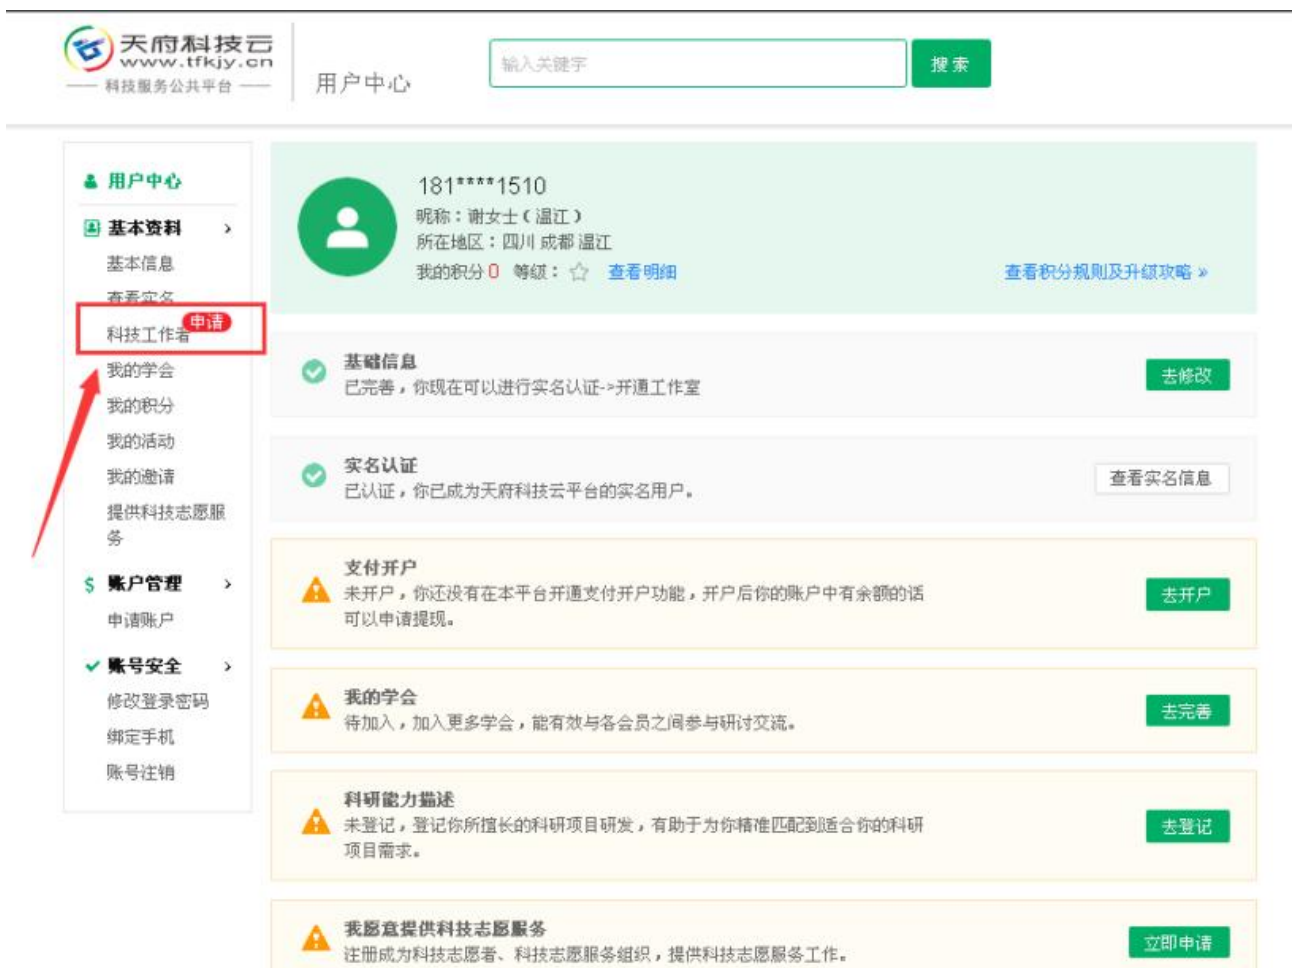 天府科技云
www.tfkjy.cn
科技服务公共平台
用户中心
输入关键字
搜索
用户中心
基本资料 >
基本信息
查看实名
科技工作者 申请
我的学会
我的积分
我的活动
我的邀请
提供科技志愿服
务
$ 账户管理 >
申请账户
账号安全 >
修改登录密码
绑定手机
账号注销
181****1510
昵称：谢女士（温江）
所在地区：四川 成都 温江
我的积分 0 等级：☆ 查看明细
查看积分规则及升级攻略 »
基础信息
已完善，你现在可以进行实名认证->开通工作室
去修改
实名认证
已认证，你已成为天府科技云平台的实名用户。
查看实名信息
支付开户
未开户，你还没有在本平台开通支付开户功能，开户后你的账户中有余额的话
可以申请提现。
去开户
我的学会
待加入，加入更多学会，能有效与各会员之间参与研讨交流。
去完善
科研能力描述
未登记，登记你所擅长的科研项目研发，有助于为你精准匹配到适合你的科研
项目需求。
去登记
我愿意提供科技志愿服务
注册成为科技志愿者、科技志愿服务组织，提供科技志愿服务工作。
立即申请